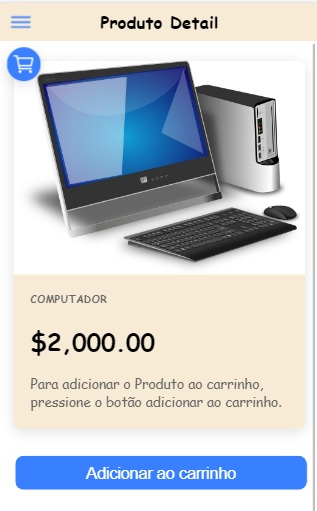 Produto Detail
COMPUTADOR
$2,000.00
Para adicionar o Produto ao carrinho,
pressione o botão adicionar ao carrinho.
Adicionar ao carrinho